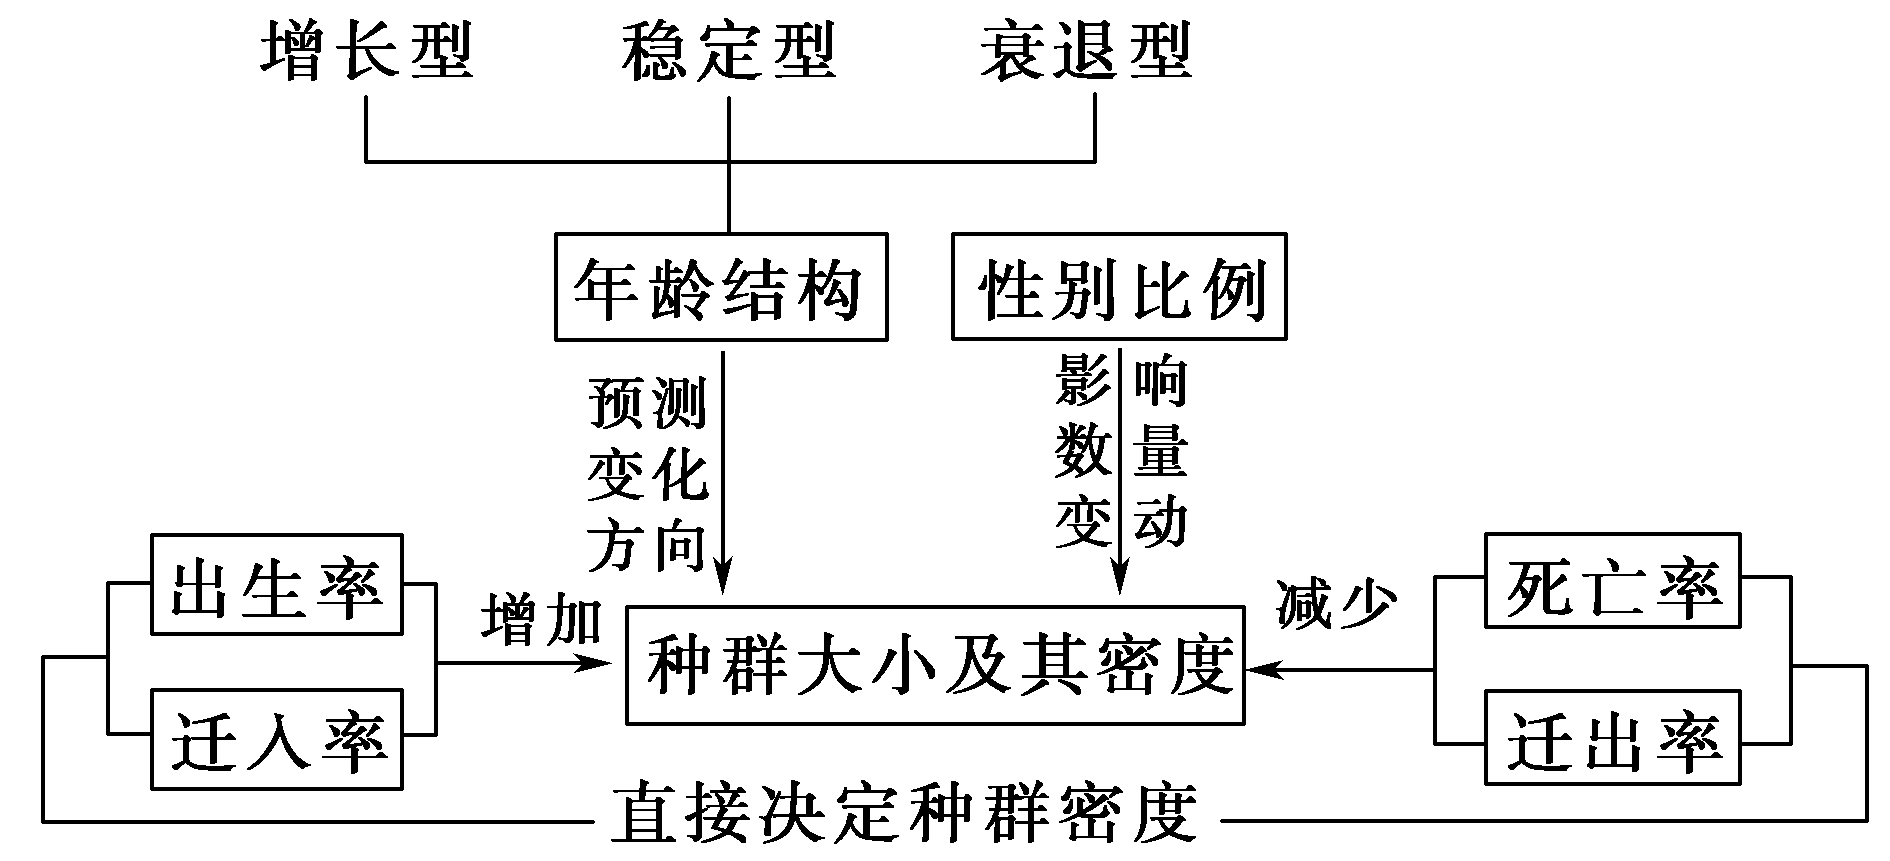 增长型 稳定型 衰退型
年龄结构 性别比例
预测
变化
方向
影响
数量
变动
出生率
迁入率
增加
种群大小及其密度
减少
死亡率
迁出率
直接决定种群密度